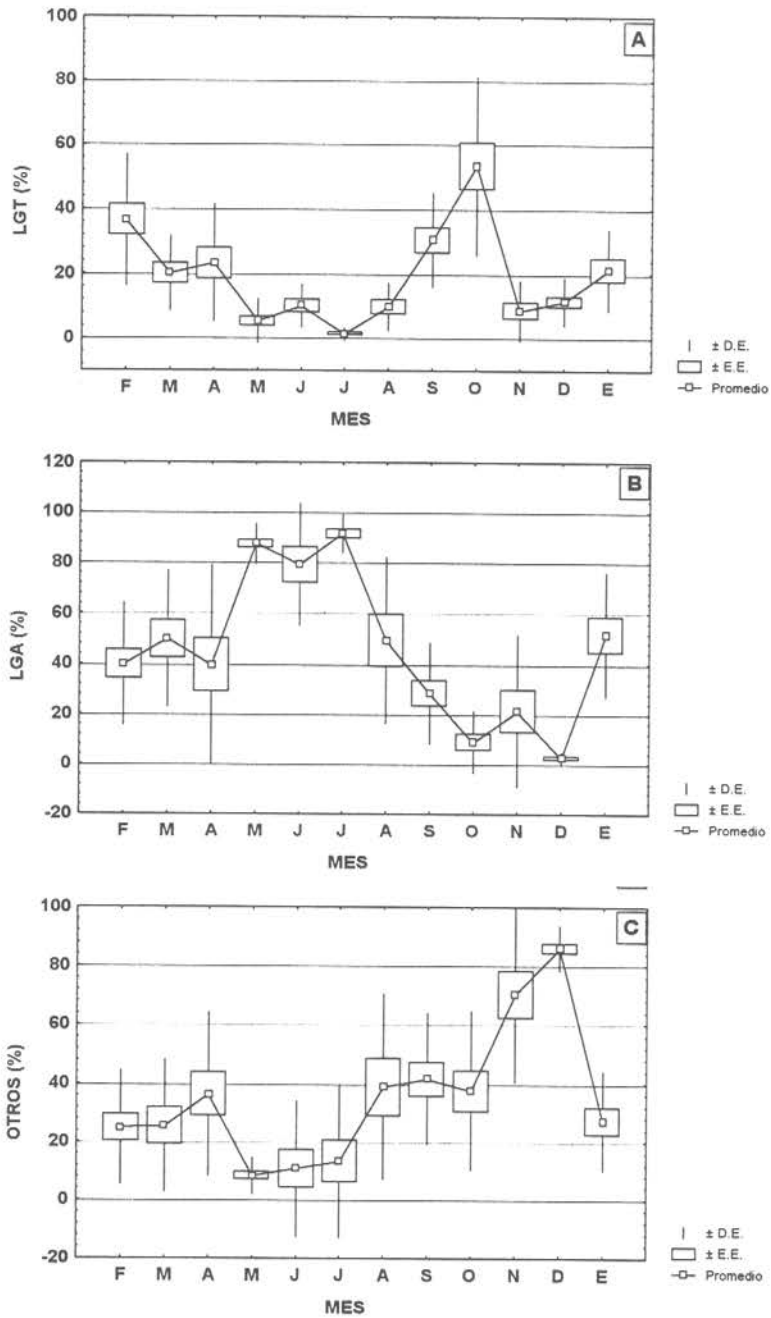 100
80
60
40
20
0
LGT (%)
A
F M A M J J A S O N D E
MES
± D.E.
± E.E.
Promedio
120
100
80
60
40
20
0
-20
LGA (%)
B
F M A M J J A S O N D E
MES
± D.E.
± E.E.
Promedio
100
80
60
40
20
0
-20
OTROS (%)
C
F M A M J J A S O N D E
MES
± D.E.
± E.E.
Promedio